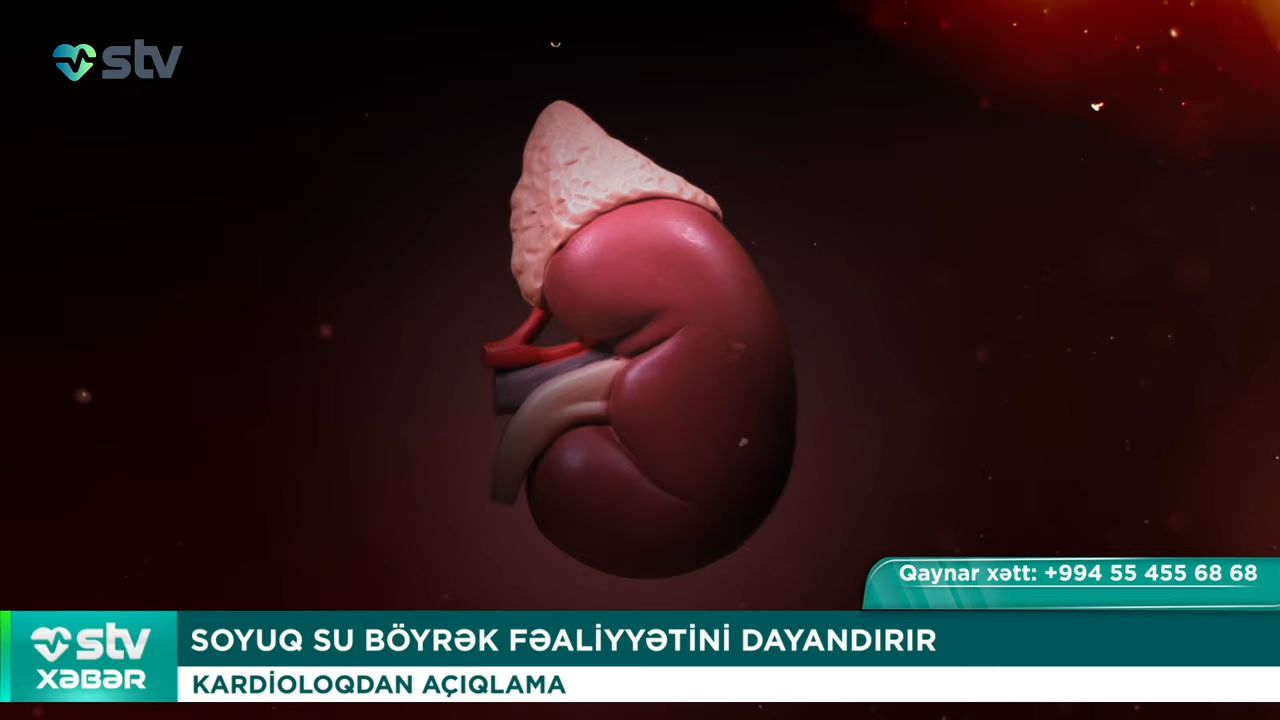 stv
Qaynar xətt: +994 55 455 68 68
stv
XƏBƏR
SOYUQ SU BÖYRƏK FƏALİYYƏTİNİ DAYANDIRIR
KARDİOLOQDAN AÇIQLAMA